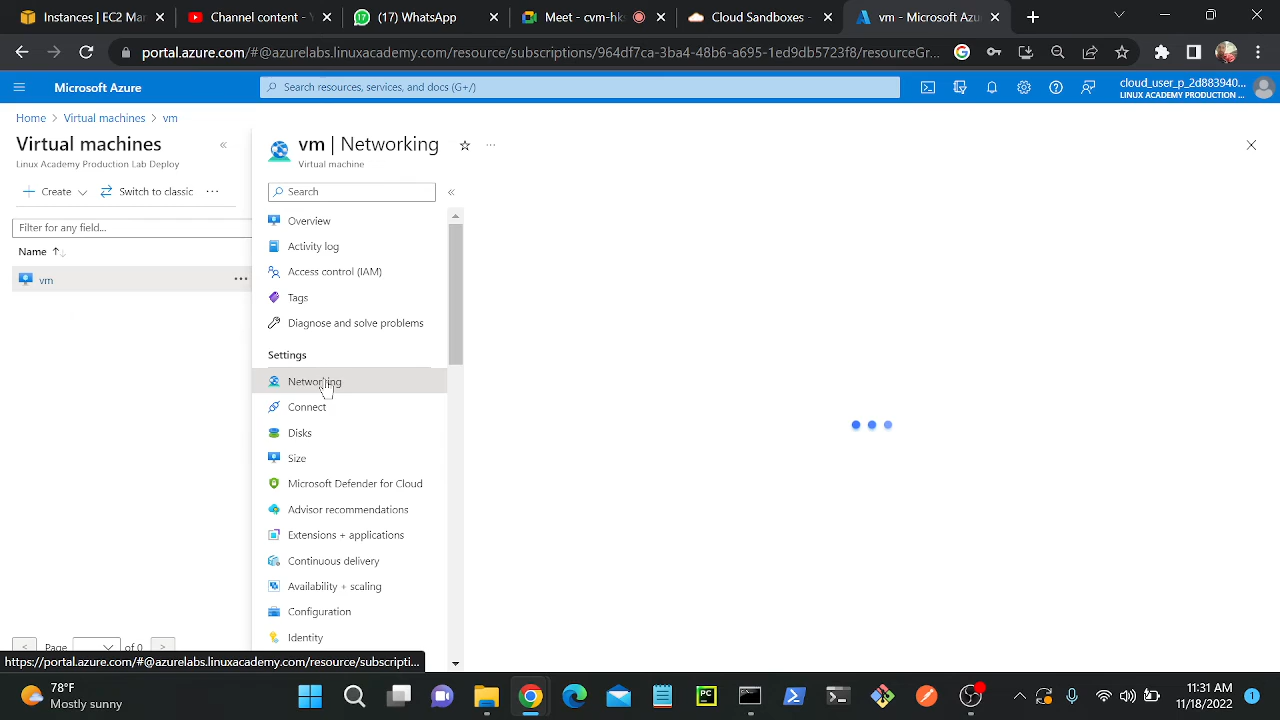 Instances | EC2 Mar
Channel content - Y
(17) WhatsApp
Meet - cvm-hks
Cloud Sandboxes -
vm - Microsoft Azu
portal.azure.com/#@azurelabs.linuxacademy.com/resource/subscriptions/964df7ca-3ba4-48b6-a695-1ed9db5723f8/resourceGr...
Microsoft Azure
Search resources, services, and docs (G+/)
cloud_user_p_2d883940...
LINUX ACADEMY PRODUCTION ...
Home > Virtual machines > vm
Virtual machines
Linux Academy Production Lab Deploy
Create
Switch to classic
Filter for any field...
Name
vm
Page
of 0
https://portal.azure.com/#@azurelabs.linuxacademy.com/resource/subscripti...
vm | Networking
Virtual machine
Search
Overview
Activity log
Access control (IAM)
Tags
Diagnose and solve problems
Settings
Networking
Connect
Disks
Size
Microsoft Defender for Cloud
Advisor recommendations
Extensions + applications
Continuous delivery
Availability + scaling
Configuration
Identity
78°F
Mostly sunny
PC
11:31 AM
11/18/2022
1